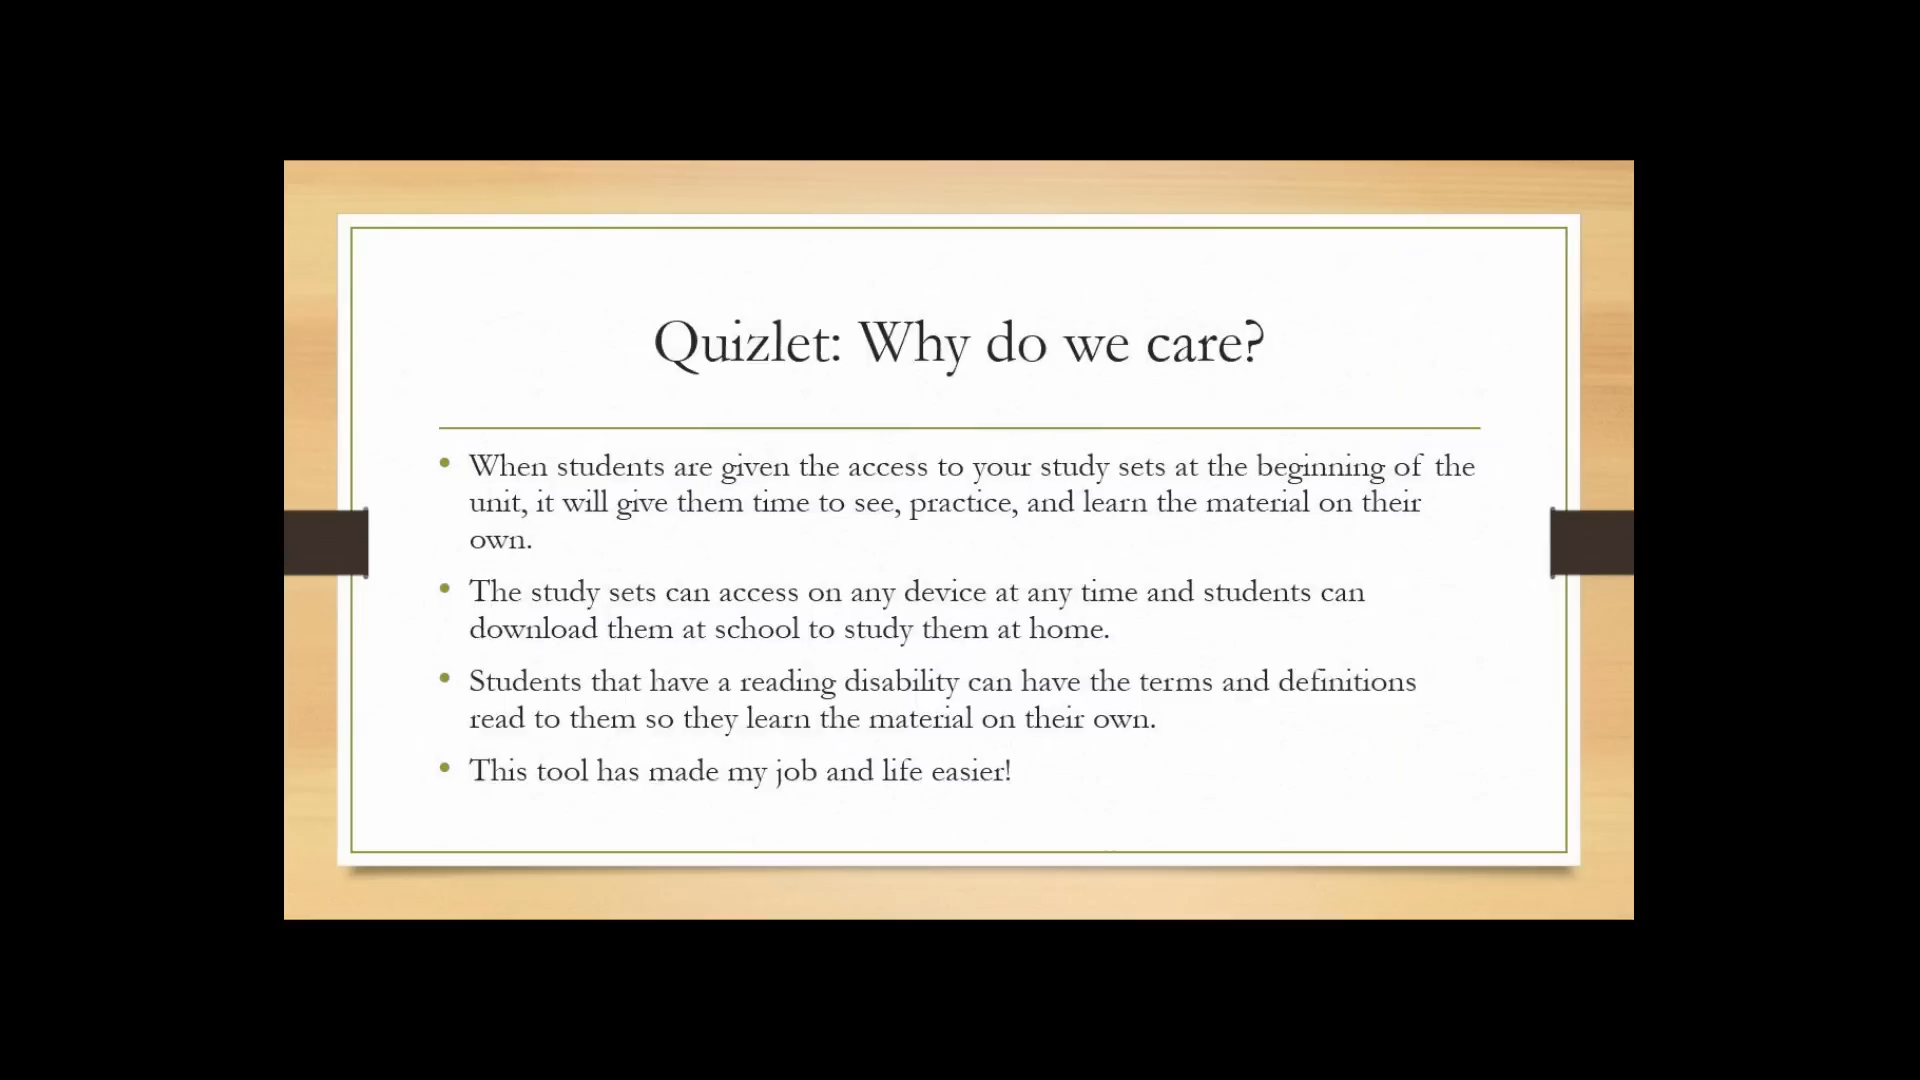 Quizlet: Why do we care?
• When students are given the access to your study sets at the beginning of the
unit, it will give them time to see, practice, and learn the material on their
own.
• The study sets can access on any device at any time and students can
download them at school to study them at home.
• Students that have a reading disability can have the terms and definitions
read to them so they learn the material on their own.
• This tool has made my job and life easier!